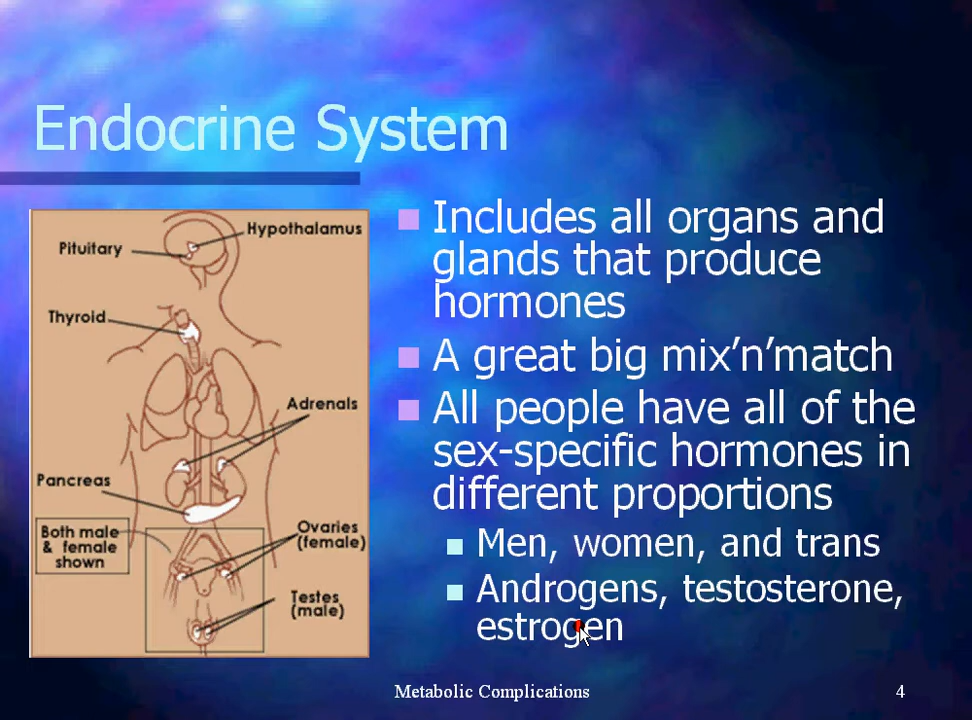 Endocrine System
Hypothalamus
Pituitary
Thyroid
Adrenals
Pancreas
Both male
& female
shown
Ovaries
(female)
Testes
(male)
Includes all organs and
glands that produce
hormones
A great big mix’n’match
All people have all of the
sex-specific hormones in
different proportions
Men, women, and trans
Androgens, testosterone,
estrogen
Metabolic Complications
4